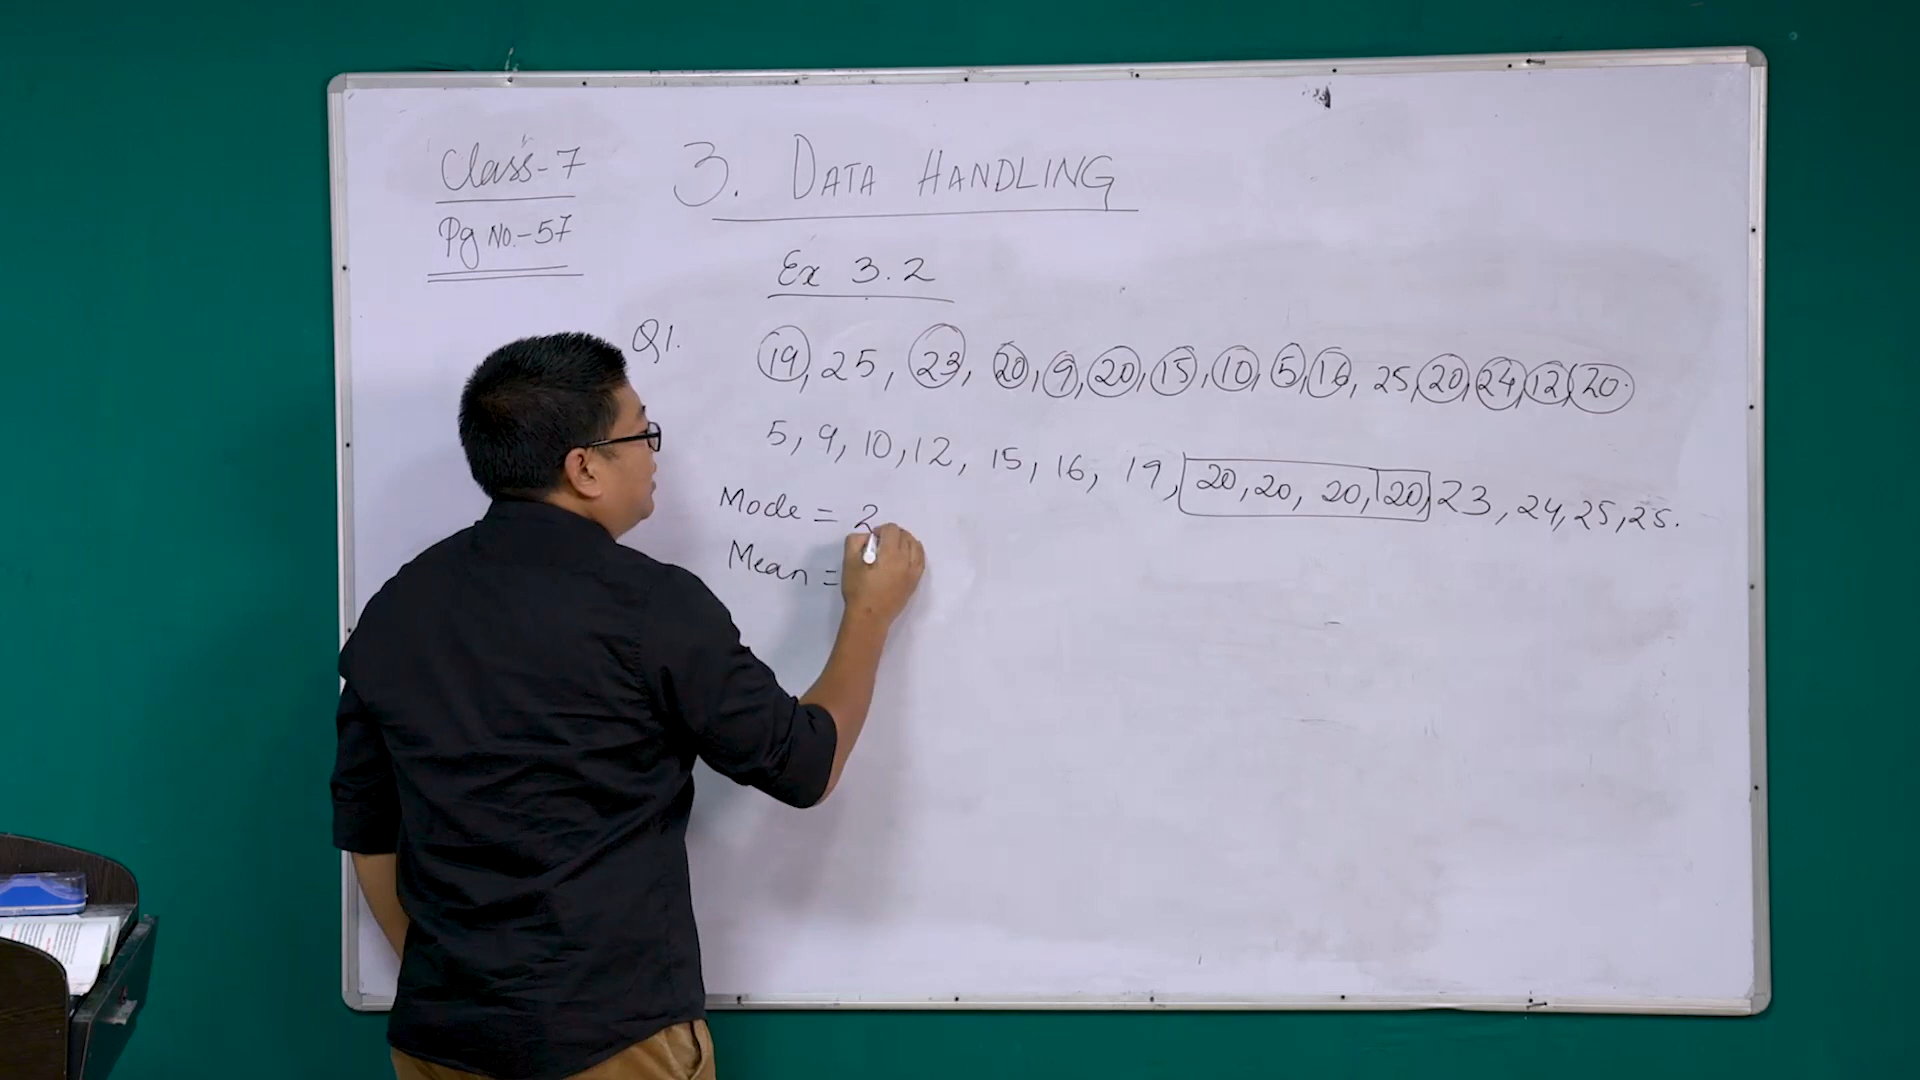 Class-7
Pg No.-57
3. DATA HANDLING
Ex 3.2
Q1.
19, 25, 23, 20, 9, 20, 15, 10, 5, 16, 25, 20, 24, 12, 20.
5, 9, 10, 12, 15, 16, 19, 20, 20, 20, 20, 23, 24, 25, 25.
Mode = 2
Mean =